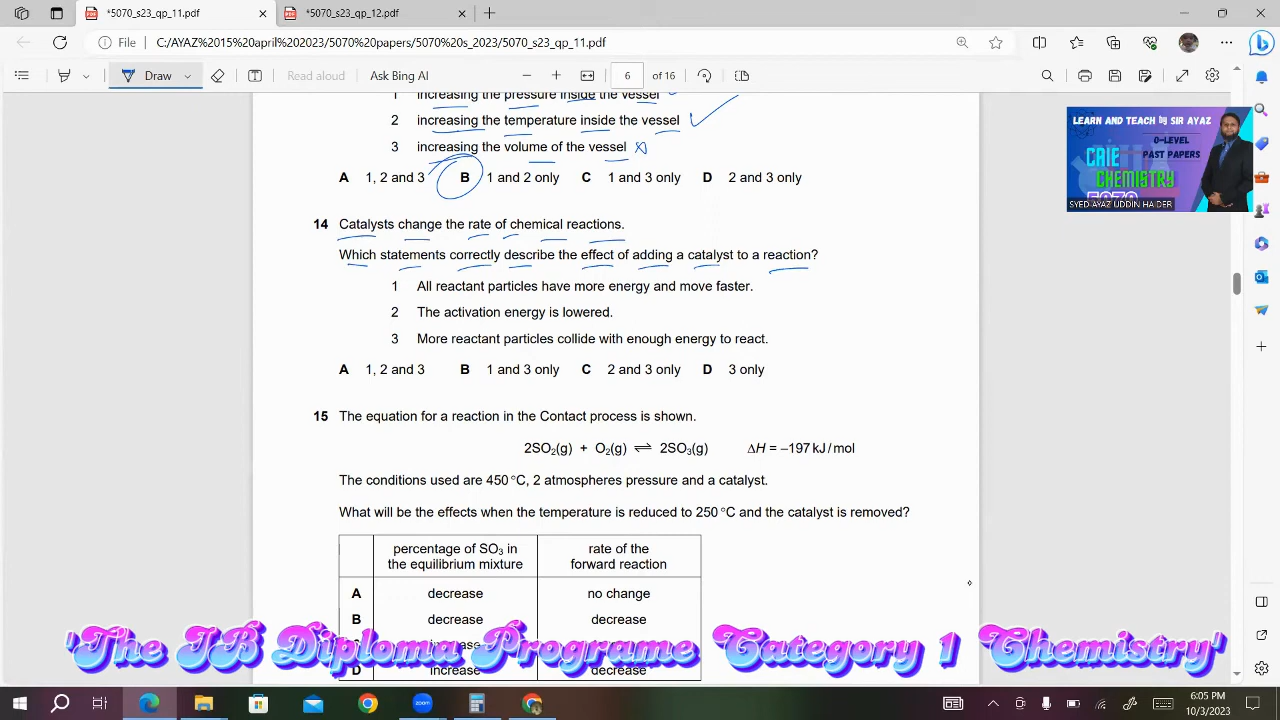 *5070_s23_qp_11.pdf
*5070_s23_qp_12.pdf
File C:/AYAZ%2015%20april%202023/5070%20papers/5070%20s_2023/5070_s23_qp_11.pdf
Draw
Read aloud
Ask Bing AI
6 of 16
1 increasing the pressure inside the vessel
2 increasing the temperature inside the vessel
3 increasing the volume of the vessel
A 1, 2 and 3 B 1 and 2 only C 1 and 3 only D 2 and 3 only
14 Catalysts change the rate of chemical reactions.
Which statements correctly describe the effect of adding a catalyst to a reaction?
1 All reactant particles have more energy and move faster.
2 The activation energy is lowered.
3 More reactant particles collide with enough energy to react.
A 1, 2 and 3 B 1 and 3 only C 2 and 3 only D 3 only
15 The equation for a reaction in the Contact process is shown.
2SO₂(g) + O₂(g) ⇌ 2SO₃(g) ΔH = –197 kJ/mol
The conditions used are 450 °C, 2 atmospheres pressure and a catalyst.
What will be the effects when the temperature is reduced to 250 °C and the catalyst is removed?
percentage of SO₃ in
the equilibrium mixture
rate of the
forward reaction
A decrease no change
B decrease decrease
D increase decrease
LEARN AND TEACH by SIR AYAZ
O-LEVEL
PAST PAPERS
CAIE
CHEMISTRY
5070
SYED AYAZ UDDIN HAIDER
'The IB Diploma Programe Category 1 Chemistry'
zoom
6:05 PM
10/3/2023